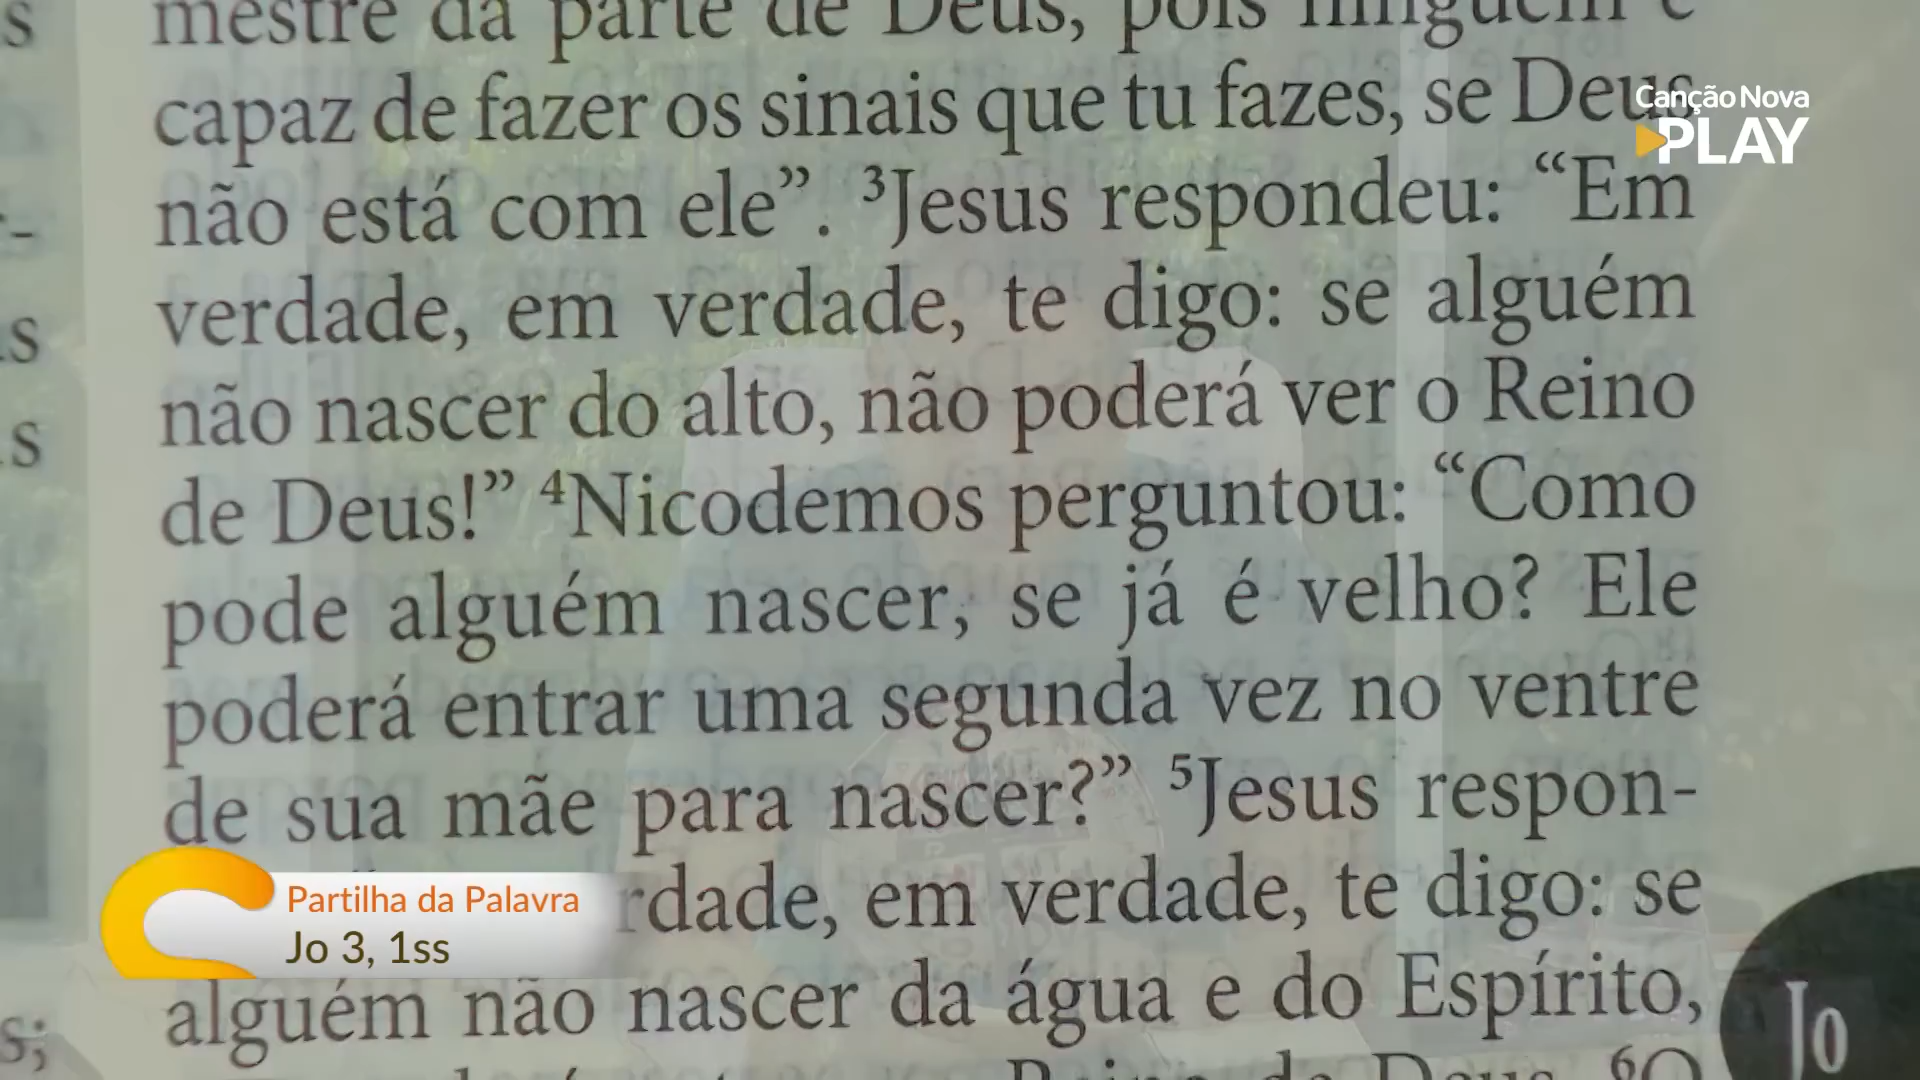 mestre da parte de Deus, pois ninguém é
capaz de fazer os sinais que tu fazes, se Deus
não está com ele”. ³Jesus respondeu: “Em
verdade, em verdade, te digo: se alguém
não nascer do alto, não poderá ver o Reino
de Deus!” ⁴Nicodemos perguntou: “Como
pode alguém nascer, se já é velho? Ele
poderá entrar uma segunda vez no ventre
de sua mãe para nascer?” ⁵Jesus respon-
rdade, em verdade, te digo: se
alguém não nascer da água e do Espírito,
Reino de Deus. ⁶O
Canção Nova
PLAY
Partilha da Palavra
Jo 3, 1ss
Jo